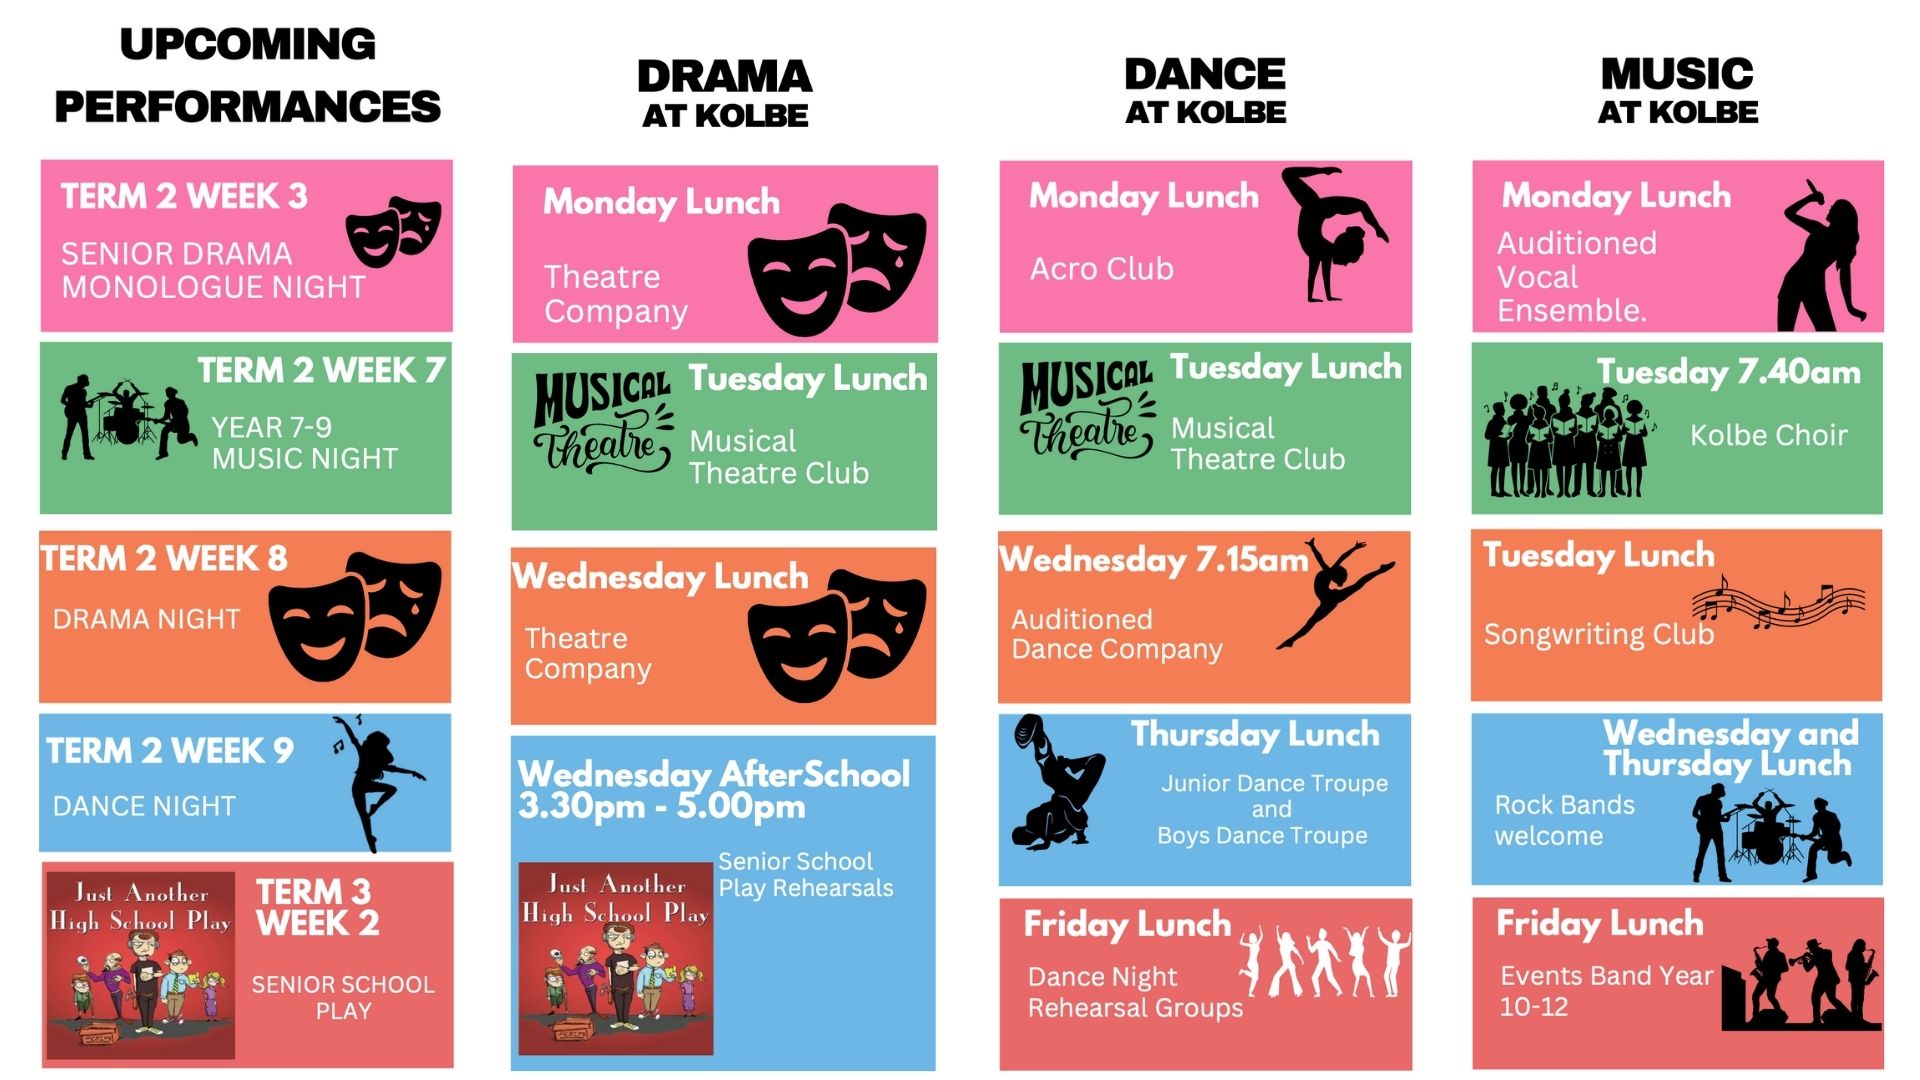 UPCOMING
PERFORMANCES
TERM 2 WEEK 3
SENIOR DRAMA
MONOLOGUE NIGHT
TERM 2 WEEK 7
YEAR 7-9
MUSIC NIGHT
TERM 2 WEEK 8
DRAMA NIGHT
TERM 2 WEEK 9
DANCE NIGHT
Just Another
High School Play
TERM 3
WEEK 2
SENIOR SCHOOL
PLAY
DRAMA
AT KOLBE
Monday Lunch
Theatre
Company
MUSICAL
Theatre
Tuesday Lunch
Musical
Theatre Club
Wednesday Lunch
Theatre
Company
Wednesday AfterSchool
3.30pm - 5.00pm
Just Another
High School Play
Senior School
Play Rehearsals
DANCE
AT KOLBE
Monday Lunch
Acro Club
MUSICAL
Theatre
Tuesday Lunch
Musical
Theatre Club
Wednesday 7.15am
Auditioned
Dance Company
Thursday Lunch
Junior Dance Troupe
and
Boys Dance Troupe
Friday Lunch
Dance Night
Rehearsal Groups
MUSIC
AT KOLBE
Monday Lunch
Auditioned
Vocal
Ensemble.
Tuesday 7.40am
Kolbe Choir
Tuesday Lunch
Songwriting Club
Wednesday and
Thursday Lunch
Rock Bands
welcome
Friday Lunch
Events Band Year
10-12